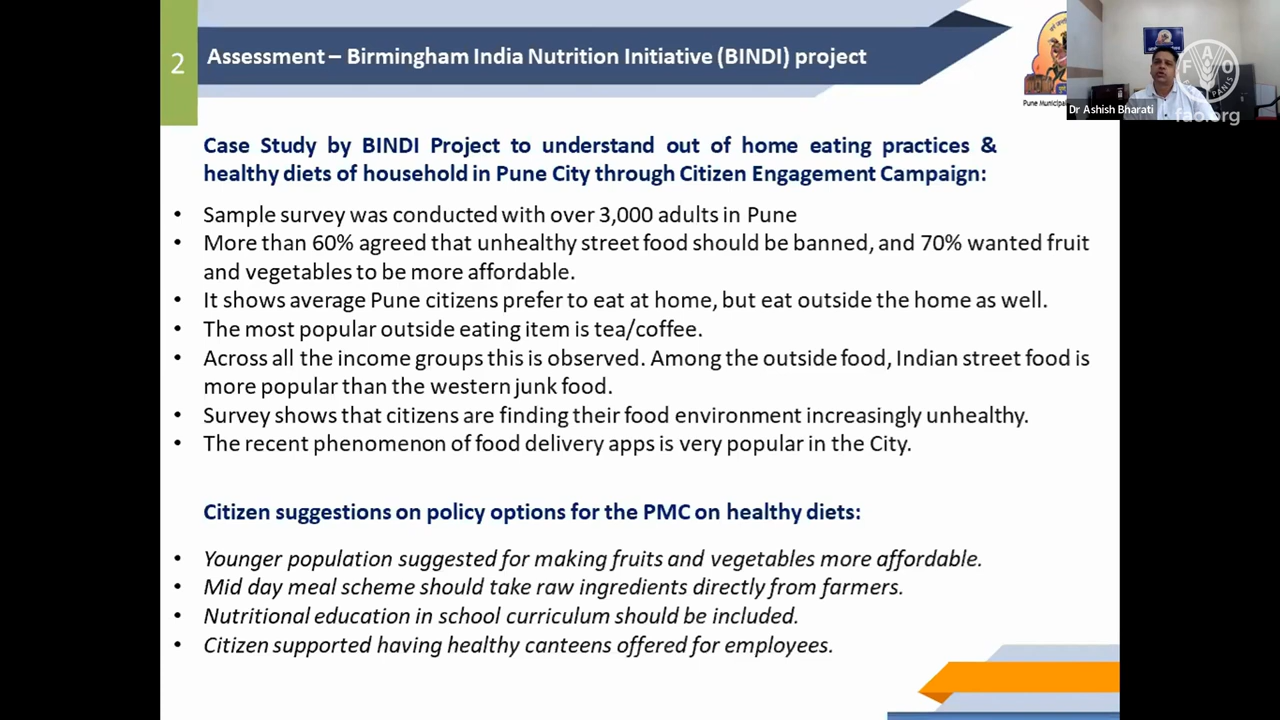 2
Assessment – Birmingham India Nutrition Initiative (BINDI) project
Pune Municipa
Dr Ashish Bharati
FAO
PANIS
fao.org
Case Study by BINDI Project to understand out of home eating practices &
healthy diets of household in Pune City through Citizen Engagement Campaign:
• Sample survey was conducted with over 3,000 adults in Pune
• More than 60% agreed that unhealthy street food should be banned, and 70% wanted fruit
and vegetables to be more affordable.
• It shows average Pune citizens prefer to eat at home, but eat outside the home as well.
• The most popular outside eating item is tea/coffee.
• Across all the income groups this is observed. Among the outside food, Indian street food is
more popular than the western junk food.
• Survey shows that citizens are finding their food environment increasingly unhealthy.
• The recent phenomenon of food delivery apps is very popular in the City.
Citizen suggestions on policy options for the PMC on healthy diets:
• Younger population suggested for making fruits and vegetables more affordable.
• Mid day meal scheme should take raw ingredients directly from farmers.
• Nutritional education in school curriculum should be included.
• Citizen supported having healthy canteens offered for employees.